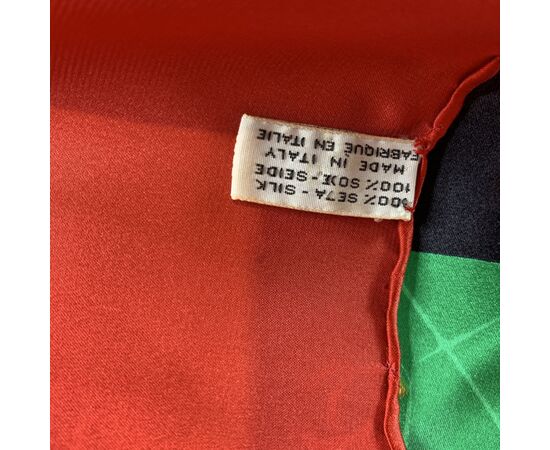 100% SETA - SILK
100% SOIE - SEIDE
MADE IN ITALY
FABRIQUE EN ITALIE